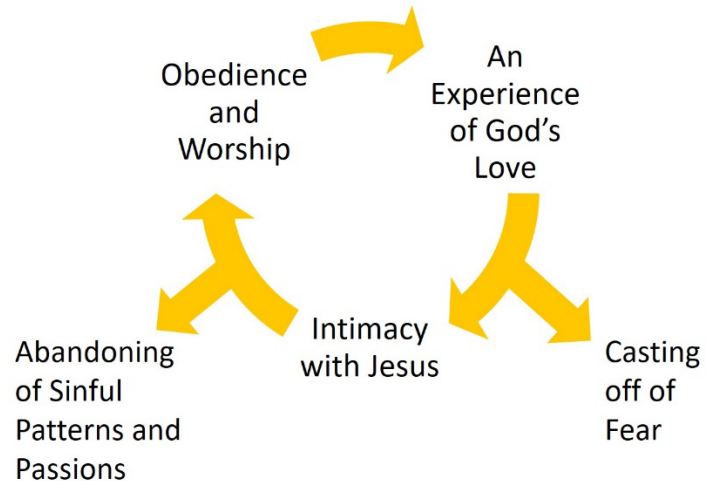 Obedience
and
Worship
An
Experience
of God’s
Love
Intimacy
with Jesus
Casting
off of
Fear
Abandoning
of Sinful
Patterns and
Passions